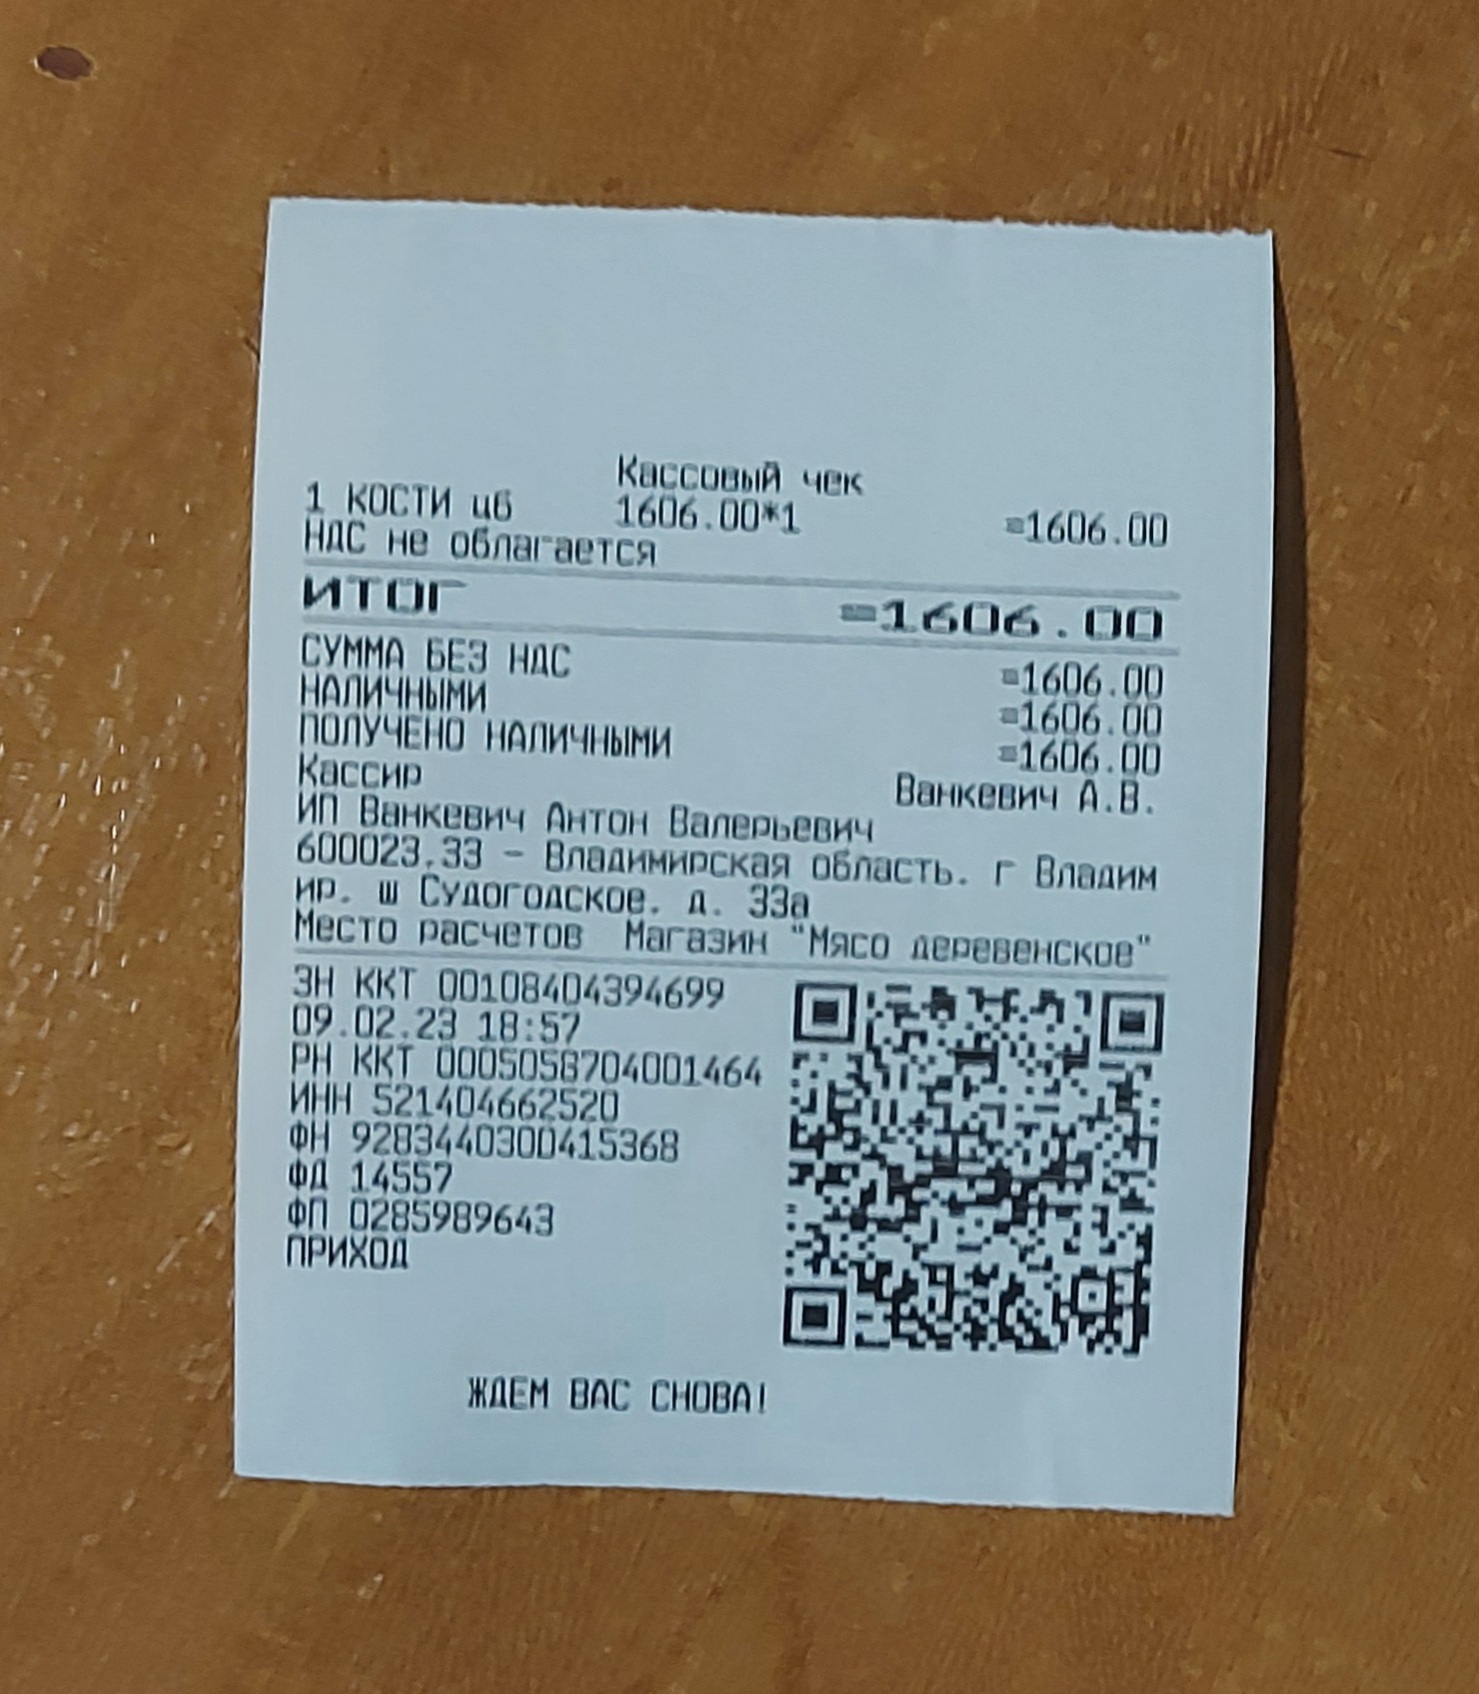 Кассовый чек
1 КОСТИ цб 1606.00*1 =1606.00
НДС не облагается
ИТОГ =1606.00
СУММА БЕЗ НДС =1606.00
НАЛИЧНЫМИ =1606.00
ПОЛУЧЕНО НАЛИЧНЫМИ =1606.00
Кассир Ванкевич А.В.
ИП Ванкевич Антон Валерьевич
600023,33 - Владимирская область, г Владим
ир, ш Судогодское, д. 33а
Место расчетов Магазин "Мясо деревенское"
ЗН ККТ 00108404394699
09.02.23 18:57
РН ККТ 0005058704001464
ИНН 521404662520
ФН 9283440300415368
ФД 14557
ФП 0285989643
ПРИХОД
ЖДЕМ ВАС СНОВА!